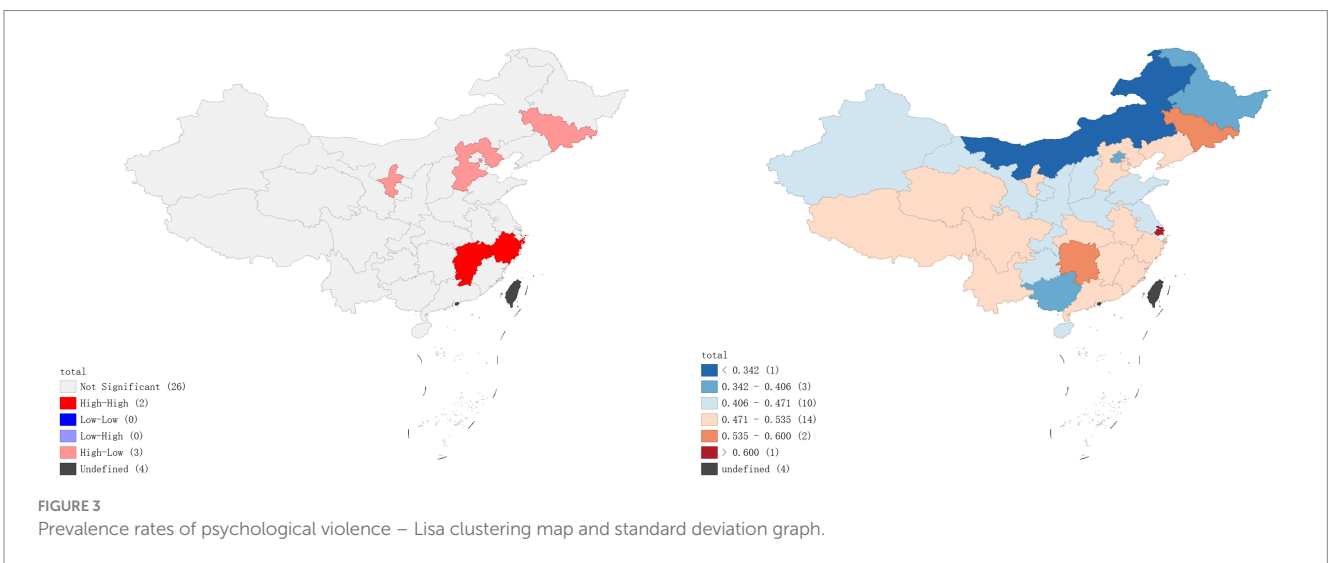 total
Not Significant (26)
High-High (2)
Low-Low (0)
Low-High (0)
High-Low (3)
Undefined (4)
total
< 0.342 (1)
0.342 - 0.406 (3)
0.406 - 0.471 (10)
0.471 - 0.535 (14)
0.535 - 0.600 (2)
> 0.600 (1)
undefined (4)
FIGURE 3
Prevalence rates of psychological violence – Lisa clustering map and standard deviation graph.